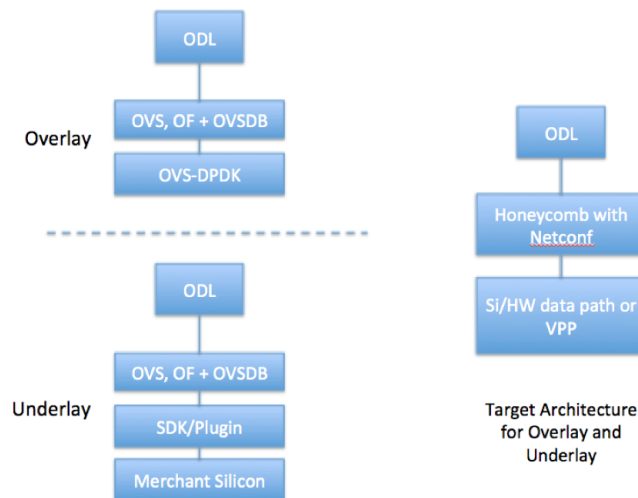 ODL
OVS, OF + OVSDB
Overlay
OVS-DPDK
ODL
OVS, OF + OVSDB
Underlay
SDK/Plugin
Merchant Silicon
ODL
Honeycomb with
Netconf
Si/HW data path or
VPP
Target Architecture
for Overlay and
Underlay